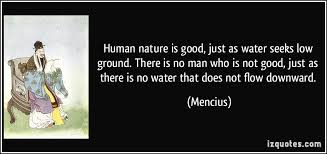 Human nature is good, just as water seeks low
ground. There is no man who is not good, just as
there is no water that does not flow downward.
(Mencius)
izquotes.com